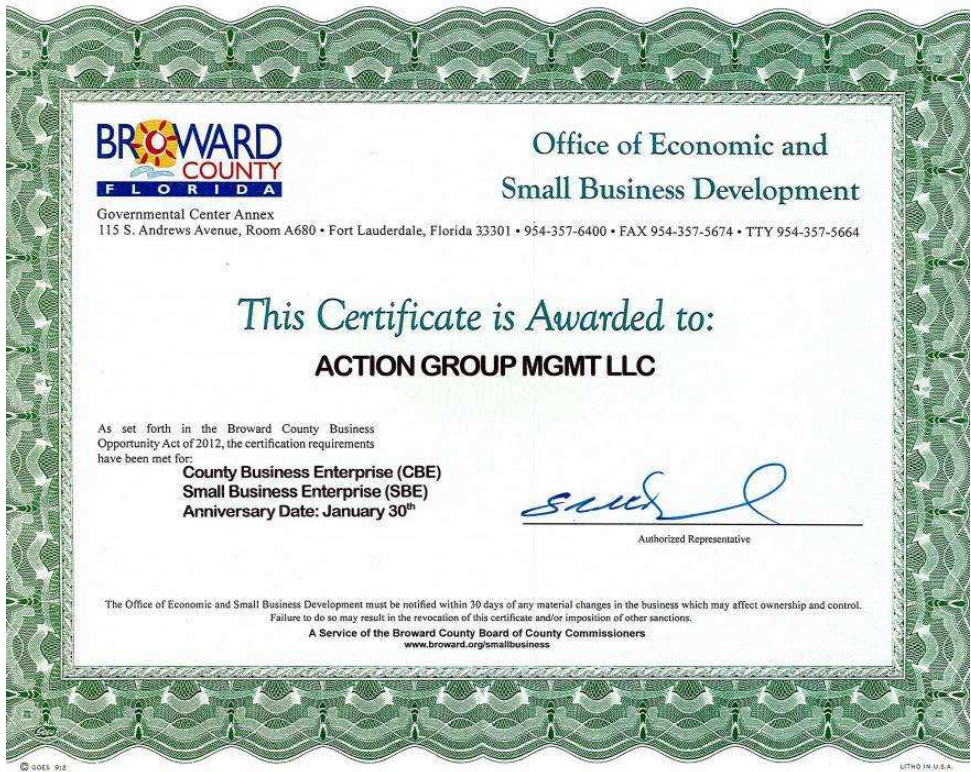 BROWARD
COUNTY
FLORIDA
Office of Economic and
Small Business Development
Governmental Center Annex
115 S. Andrews Avenue, Room A680 • Fort Lauderdale, Florida 33301 • 954-357-6400 • FAX 954-357-5674 • TTY 954-357-5664
This Certificate is Awarded to:
ACTION GROUP MGMT LLC
As set forth in the Broward County Business
Opportunity Act of 2012, the certification requirements
have been met for:
County Business Enterprise (CBE)
Small Business Enterprise (SBE)
Anniversary Date: January 30th
Authorized Representative
The Office of Economic and Small Business Development must be notified within 30 days of any material changes in the business which may affect ownership and control.
Failure to do so may result in the revocation of this certificate and/or imposition of other sanctions.
A Service of the Broward County Board of County Commissioners
www.broward.org/smallbusiness
© GOES 912
LITHO IN U.S.A.